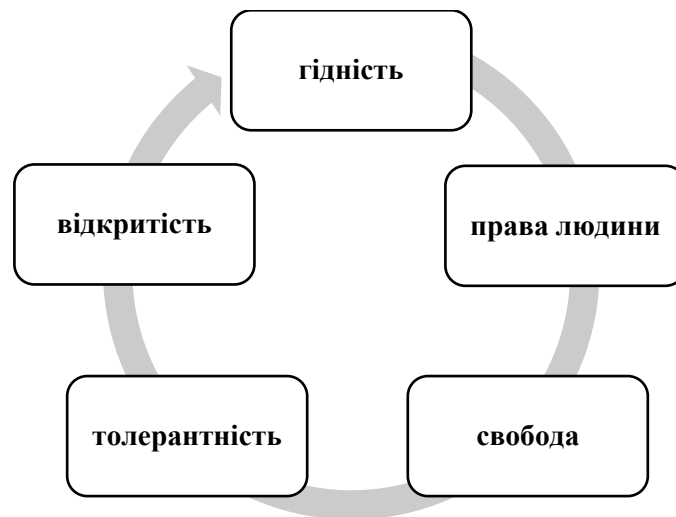 гідність
права людини
свобода
толерантність
відкритість